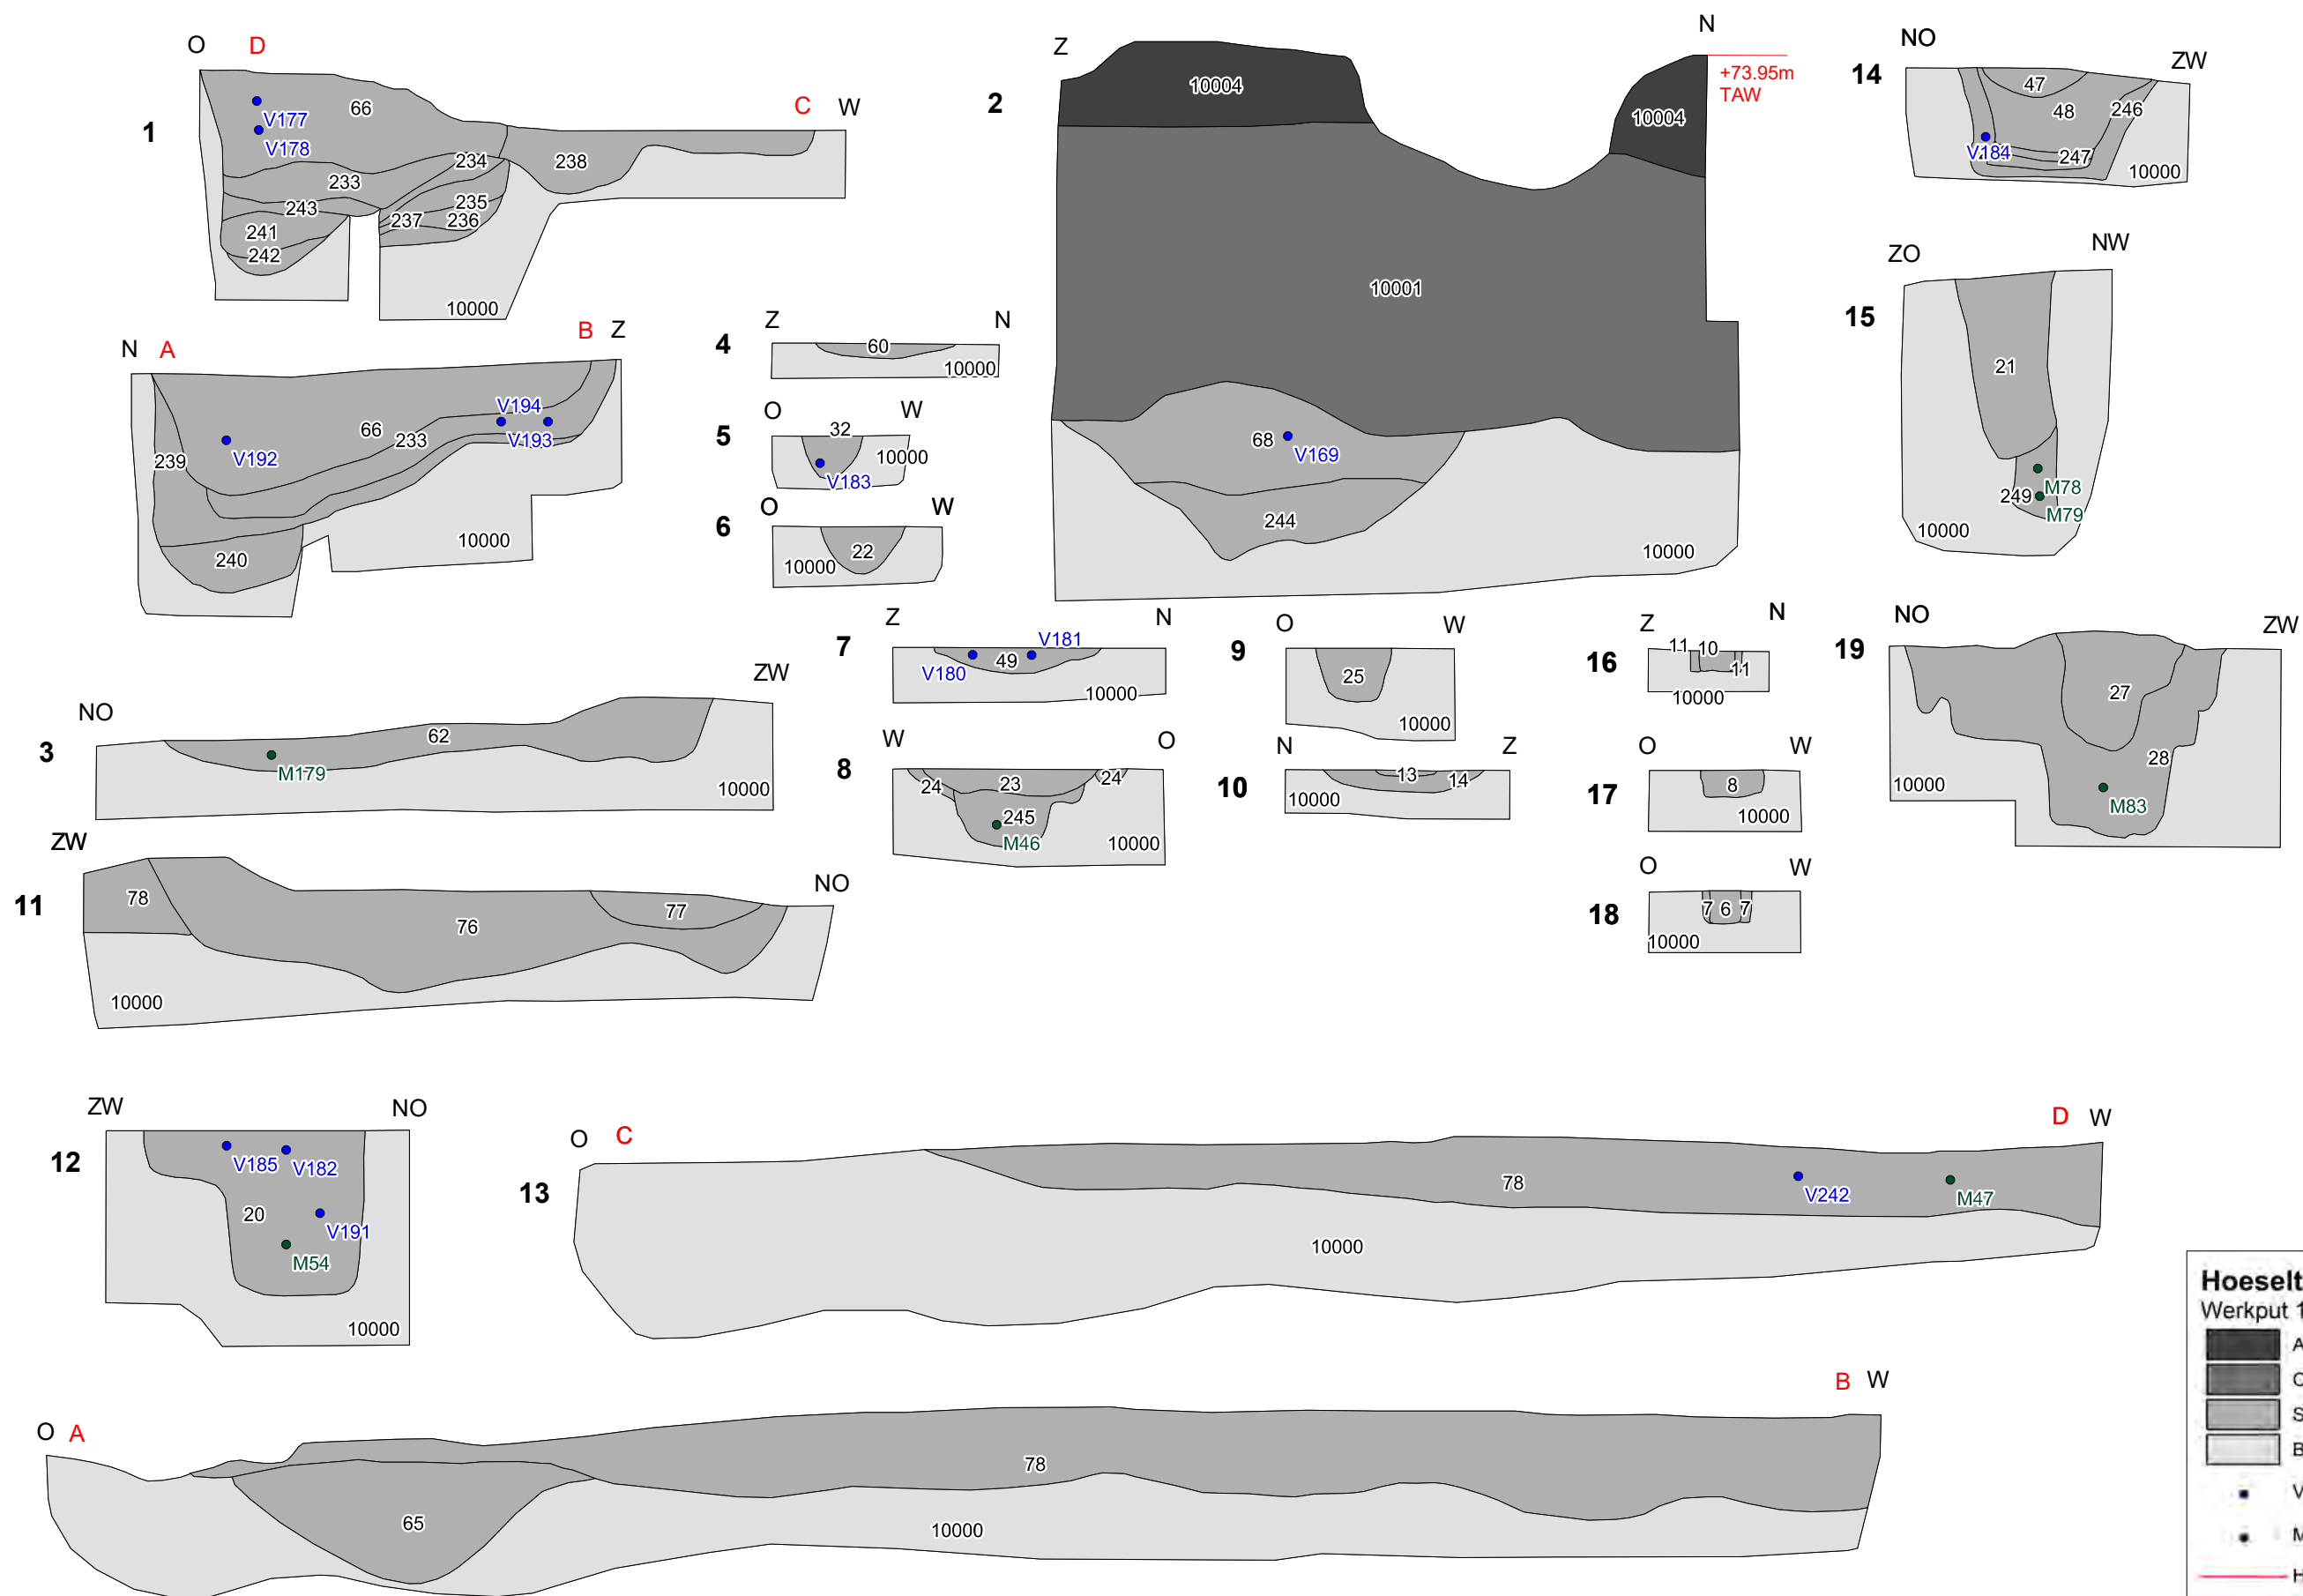 O D
C W
1
66
V177
V178
234
238
233
235
243
237 236
241
242
10000
Z
N
2
10004
10004
+73.95m
TAW
10001
68
V169
244
10000
NO
ZW
14
47
48
246
V184
247
10000
ZO
NW
15
21
249
M78
M79
10000
N A
B Z
V194
66
233
V193
V192
239
240
10000
Z
N
4
60
10000
O
W
5
32
10000
V183
O
W
6
22
10000
Z
N
7
V181
49
V180
10000
O
W
9
25
10000
Z
N
16
11 10
11
10000
NO
ZW
19
27
28
10000
M83
NO
ZW
3
62
M179
10000
W
O
8
24
23
24
245
M46
10000
N
Z
10
13
14
10000
O
W
17
8
10000
O
W
18
7 6 7
10000
ZW
NO
11
78
76
77
10000
ZW
NO
12
V185
V182
20
V191
M54
10000
O C
D W
13
78
V242
M47
10000
O A
B W
78
65
10000
Hoeselt
Werkput 1
A
S
B
V
M
H